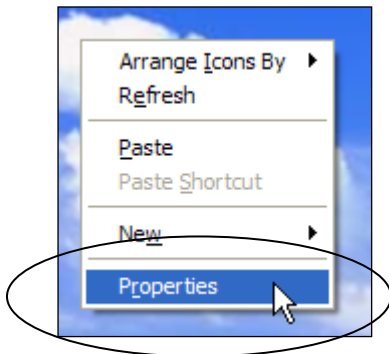 Arrange Icons By
Refresh
Paste
Paste Shortcut
New
Properties